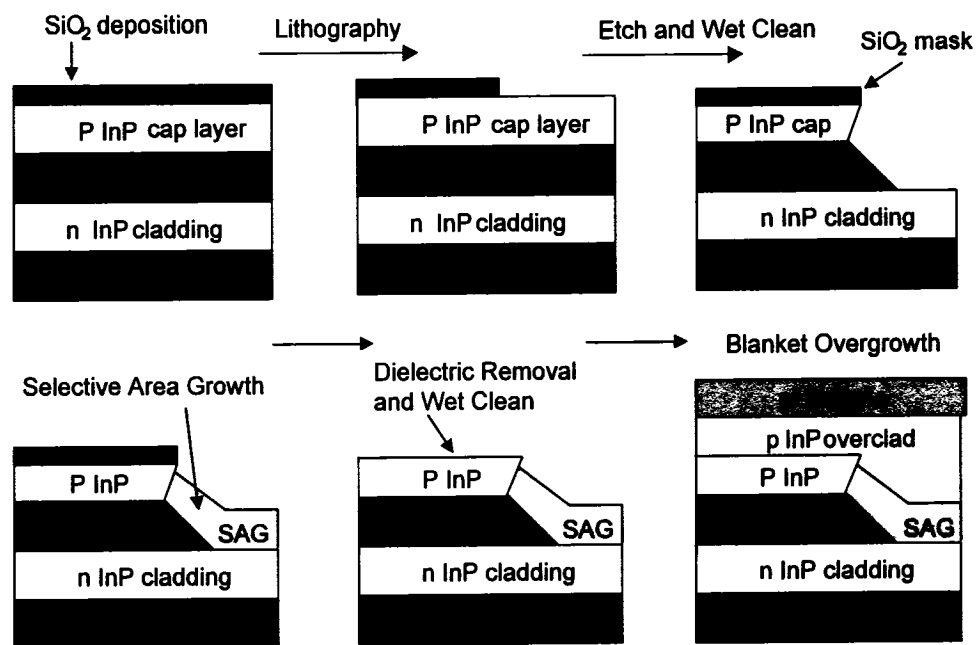 SiO₂ deposition
Lithography
Etch and Wet Clean
SiO₂ mask
P InP cap layer
n InP cladding
P InP cap layer
n InP cladding
P InP cap
n InP cladding
Selective Area Growth
Dielectric Removal
and Wet Clean
Blanket Overgrowth
P InP
SAG
n InP cladding
P InP
SAG
n InP cladding
p InP overclad
P InP
SAG
n InP cladding